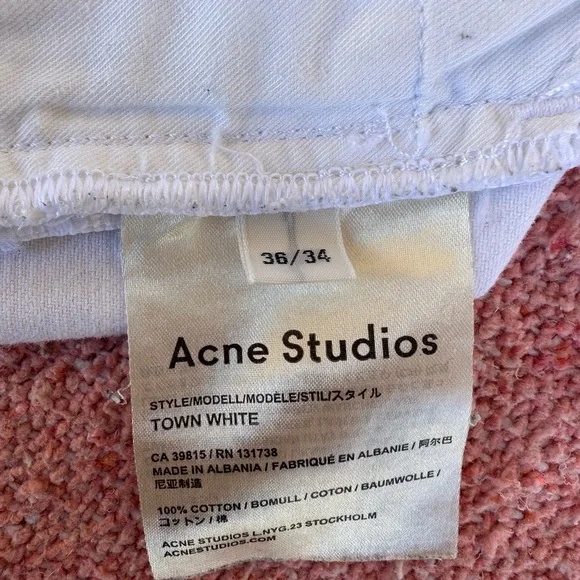 36/34
Acne Studios
STYLE/MODELL/MODÈLE/STIL/スタイル
TOWN WHITE
CA 39815 / RN 131738
MADE IN ALBANIA / FABRIQUÉ EN ALBANIE / 阿尔巴
尼亚制造
100% COTTON / BOMULL / COTON / BAUMWOLLE /
コットン / 棉
ACNE STUDIOS L.NYG.23 STOCKHOLM
ACNESTUDIOS.COM